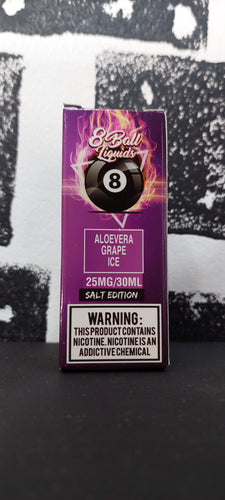 8 Ball
Liquids
8
ALOEVERA
GRAPE
ICE
25MG/30ML
SALT EDITION
WARNING:
THIS PRODUCT CONTAINS
NICOTINE. NICOTINE IS AN
ADDICTIVE CHEMICAL